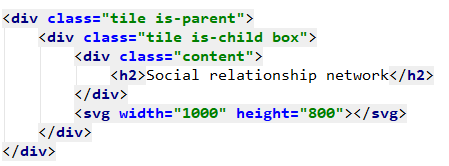 <div class="tile is-parent">
<div class="tile is-child box">
<div class="content">
<h2>Social relationship network</h2>
</div>
<svg width="1000" height="800"></svg>
</div>
</div>